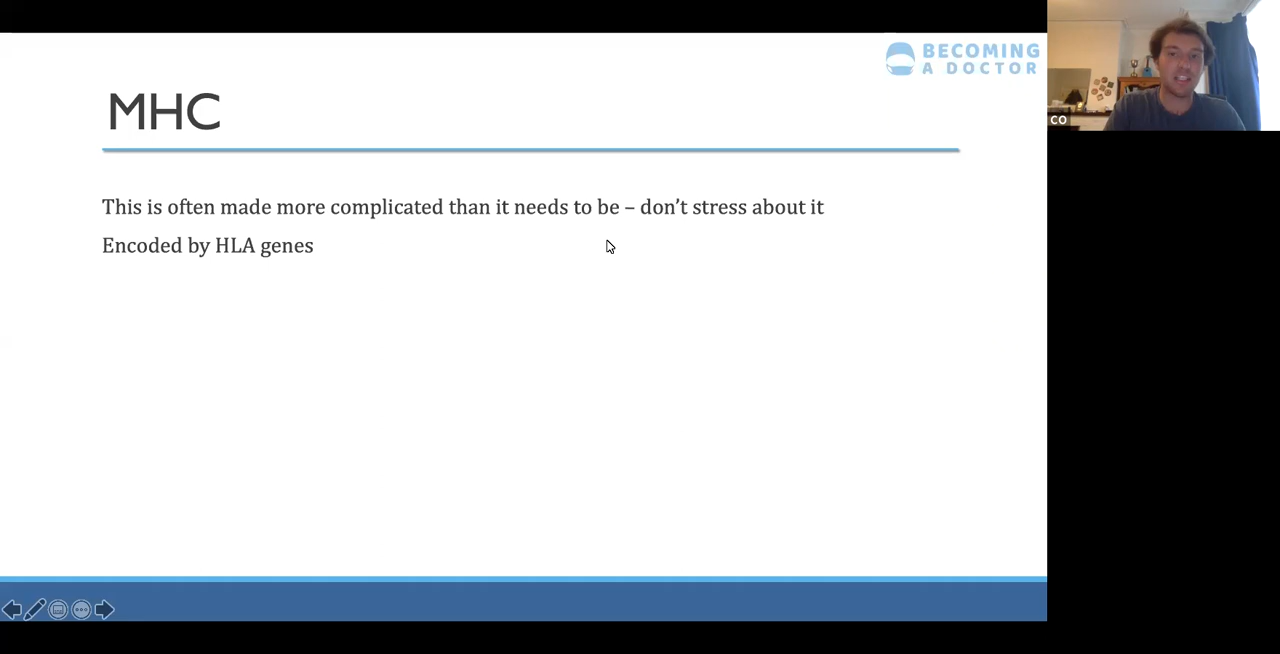 BECOMING
A DOCTOR
MHC
This is often made more complicated than it needs to be – don’t stress about it
Encoded by HLA genes
CO